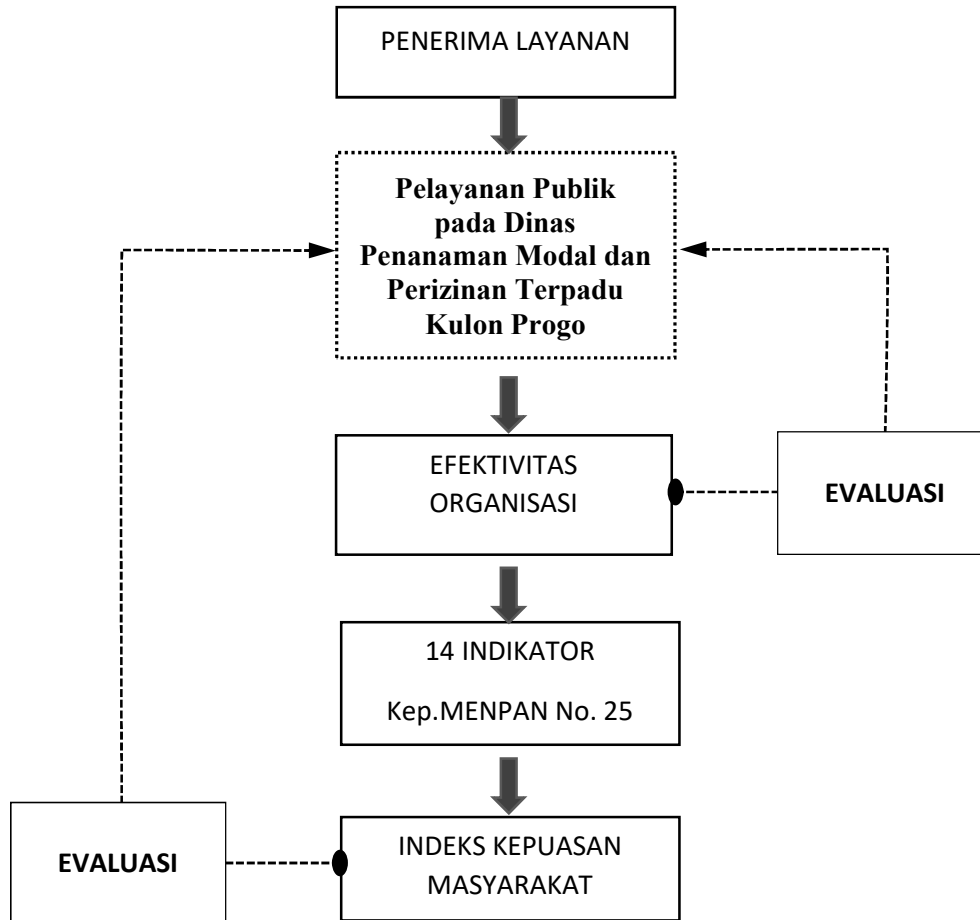 PENERIMA LAYANAN
Pelayanan Publik
pada Dinas
Penanaman Modal dan
Perizinan Terpadu
Kulon Progo
EFEKTIVITAS
ORGANISASI
EVALUASI
14 INDIKATOR
Kep.MENPAN No. 25
EVALUASI
INDEKS KEPUASAN
MASYARAKAT